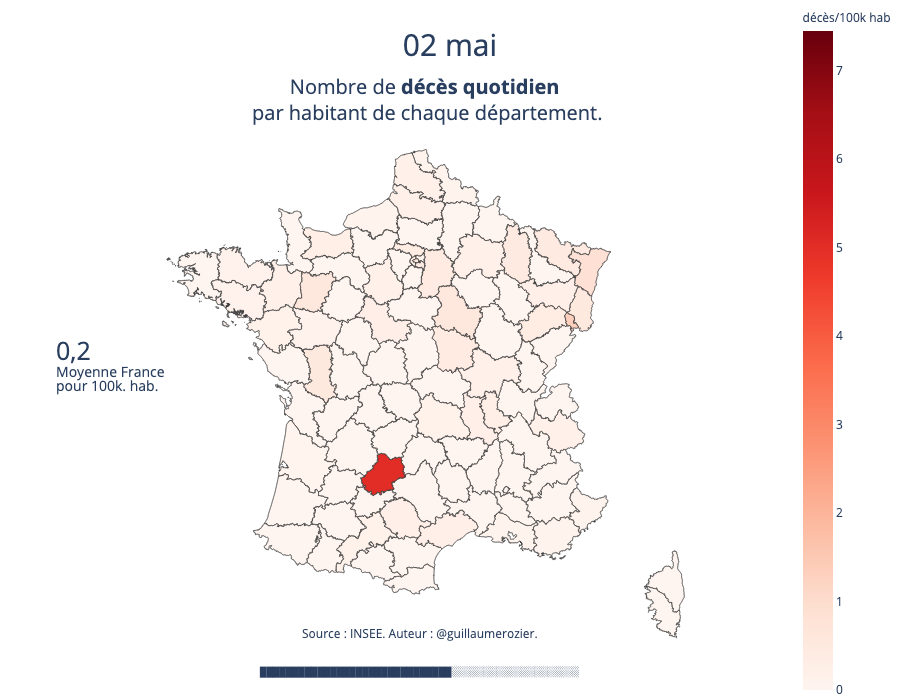 décès/100k hab
02 mai
Nombre de décès quotidien
par habitant de chaque département.
7
6
5
4
3
2
1
0
0,2
Moyenne France
pour 100k. hab.
Source : INSEE. Auteur : @guillaumerozier.